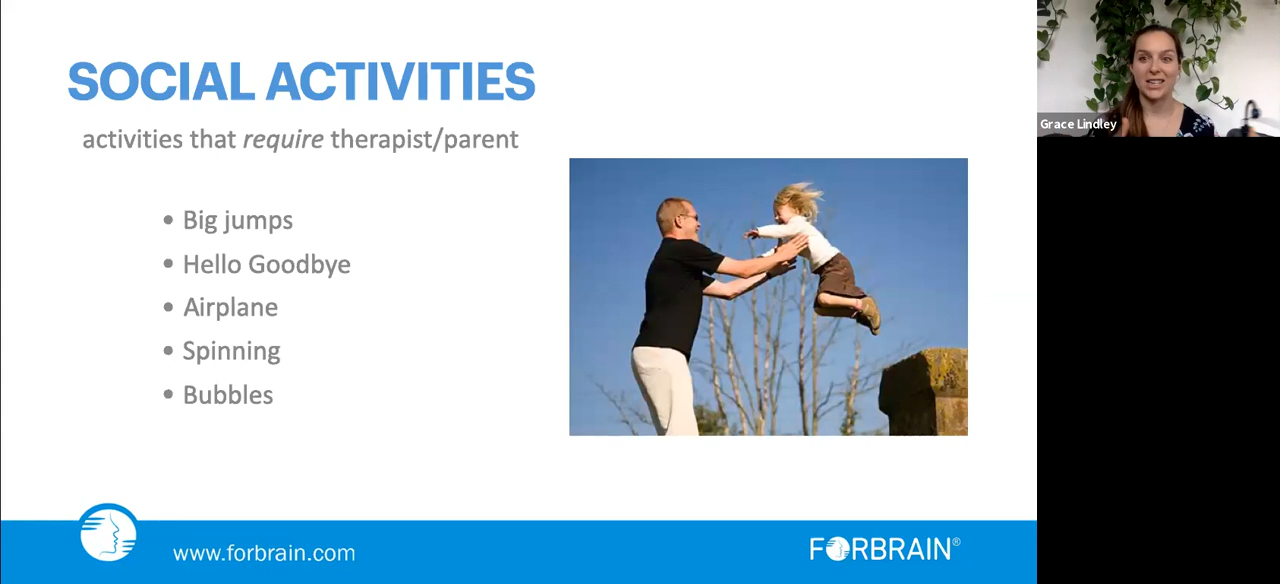 SOCIAL ACTIVITIES
activities that require therapist/parent
• Big jumps
• Hello Goodbye
• Airplane
• Spinning
• Bubbles
www.forbrain.com
FORBRAIN®
Grace Lindley